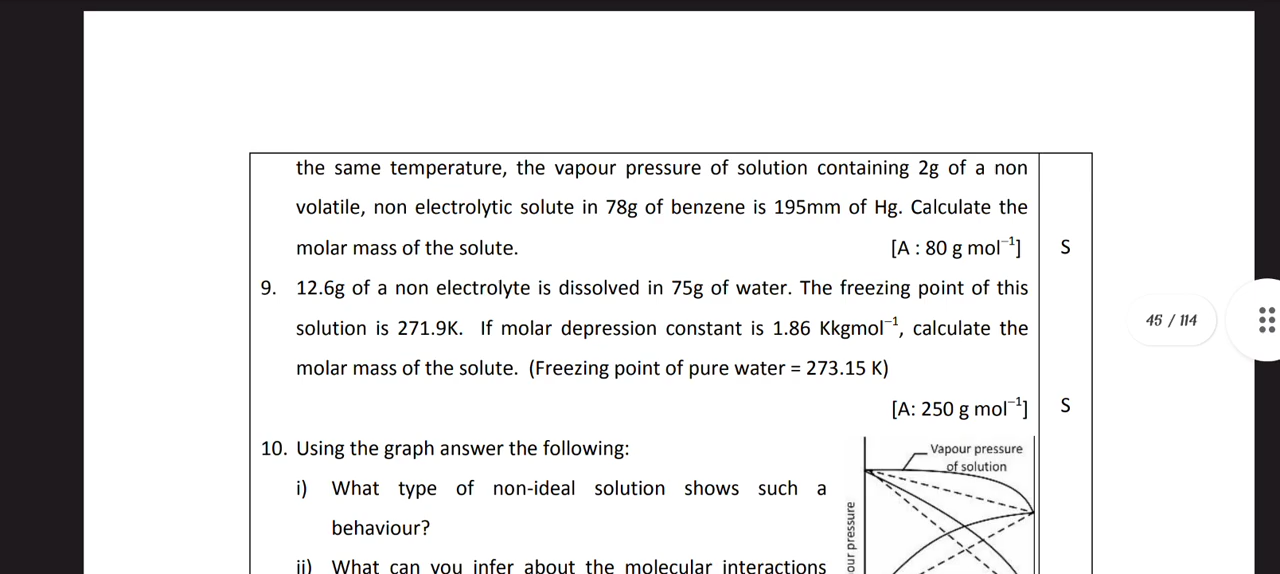 the same temperature, the vapour pressure of solution containing 2g of a non
volatile, non electrolytic solute in 78g of benzene is 195mm of Hg. Calculate the
molar mass of the solute. [A : 80 g mol⁻¹] S
9. 12.6g of a non electrolyte is dissolved in 75g of water. The freezing point of this
solution is 271.9K. If molar depression constant is 1.86 Kkgmol⁻¹, calculate the
molar mass of the solute. (Freezing point of pure water = 273.15 K)
[A: 250 g mol⁻¹] S
10. Using the graph answer the following:
i) What type of non-ideal solution shows such a
behaviour?
ii) What can you infer about the molecular interactions
Vapour pressure
of solution
our pressure
45 / 114